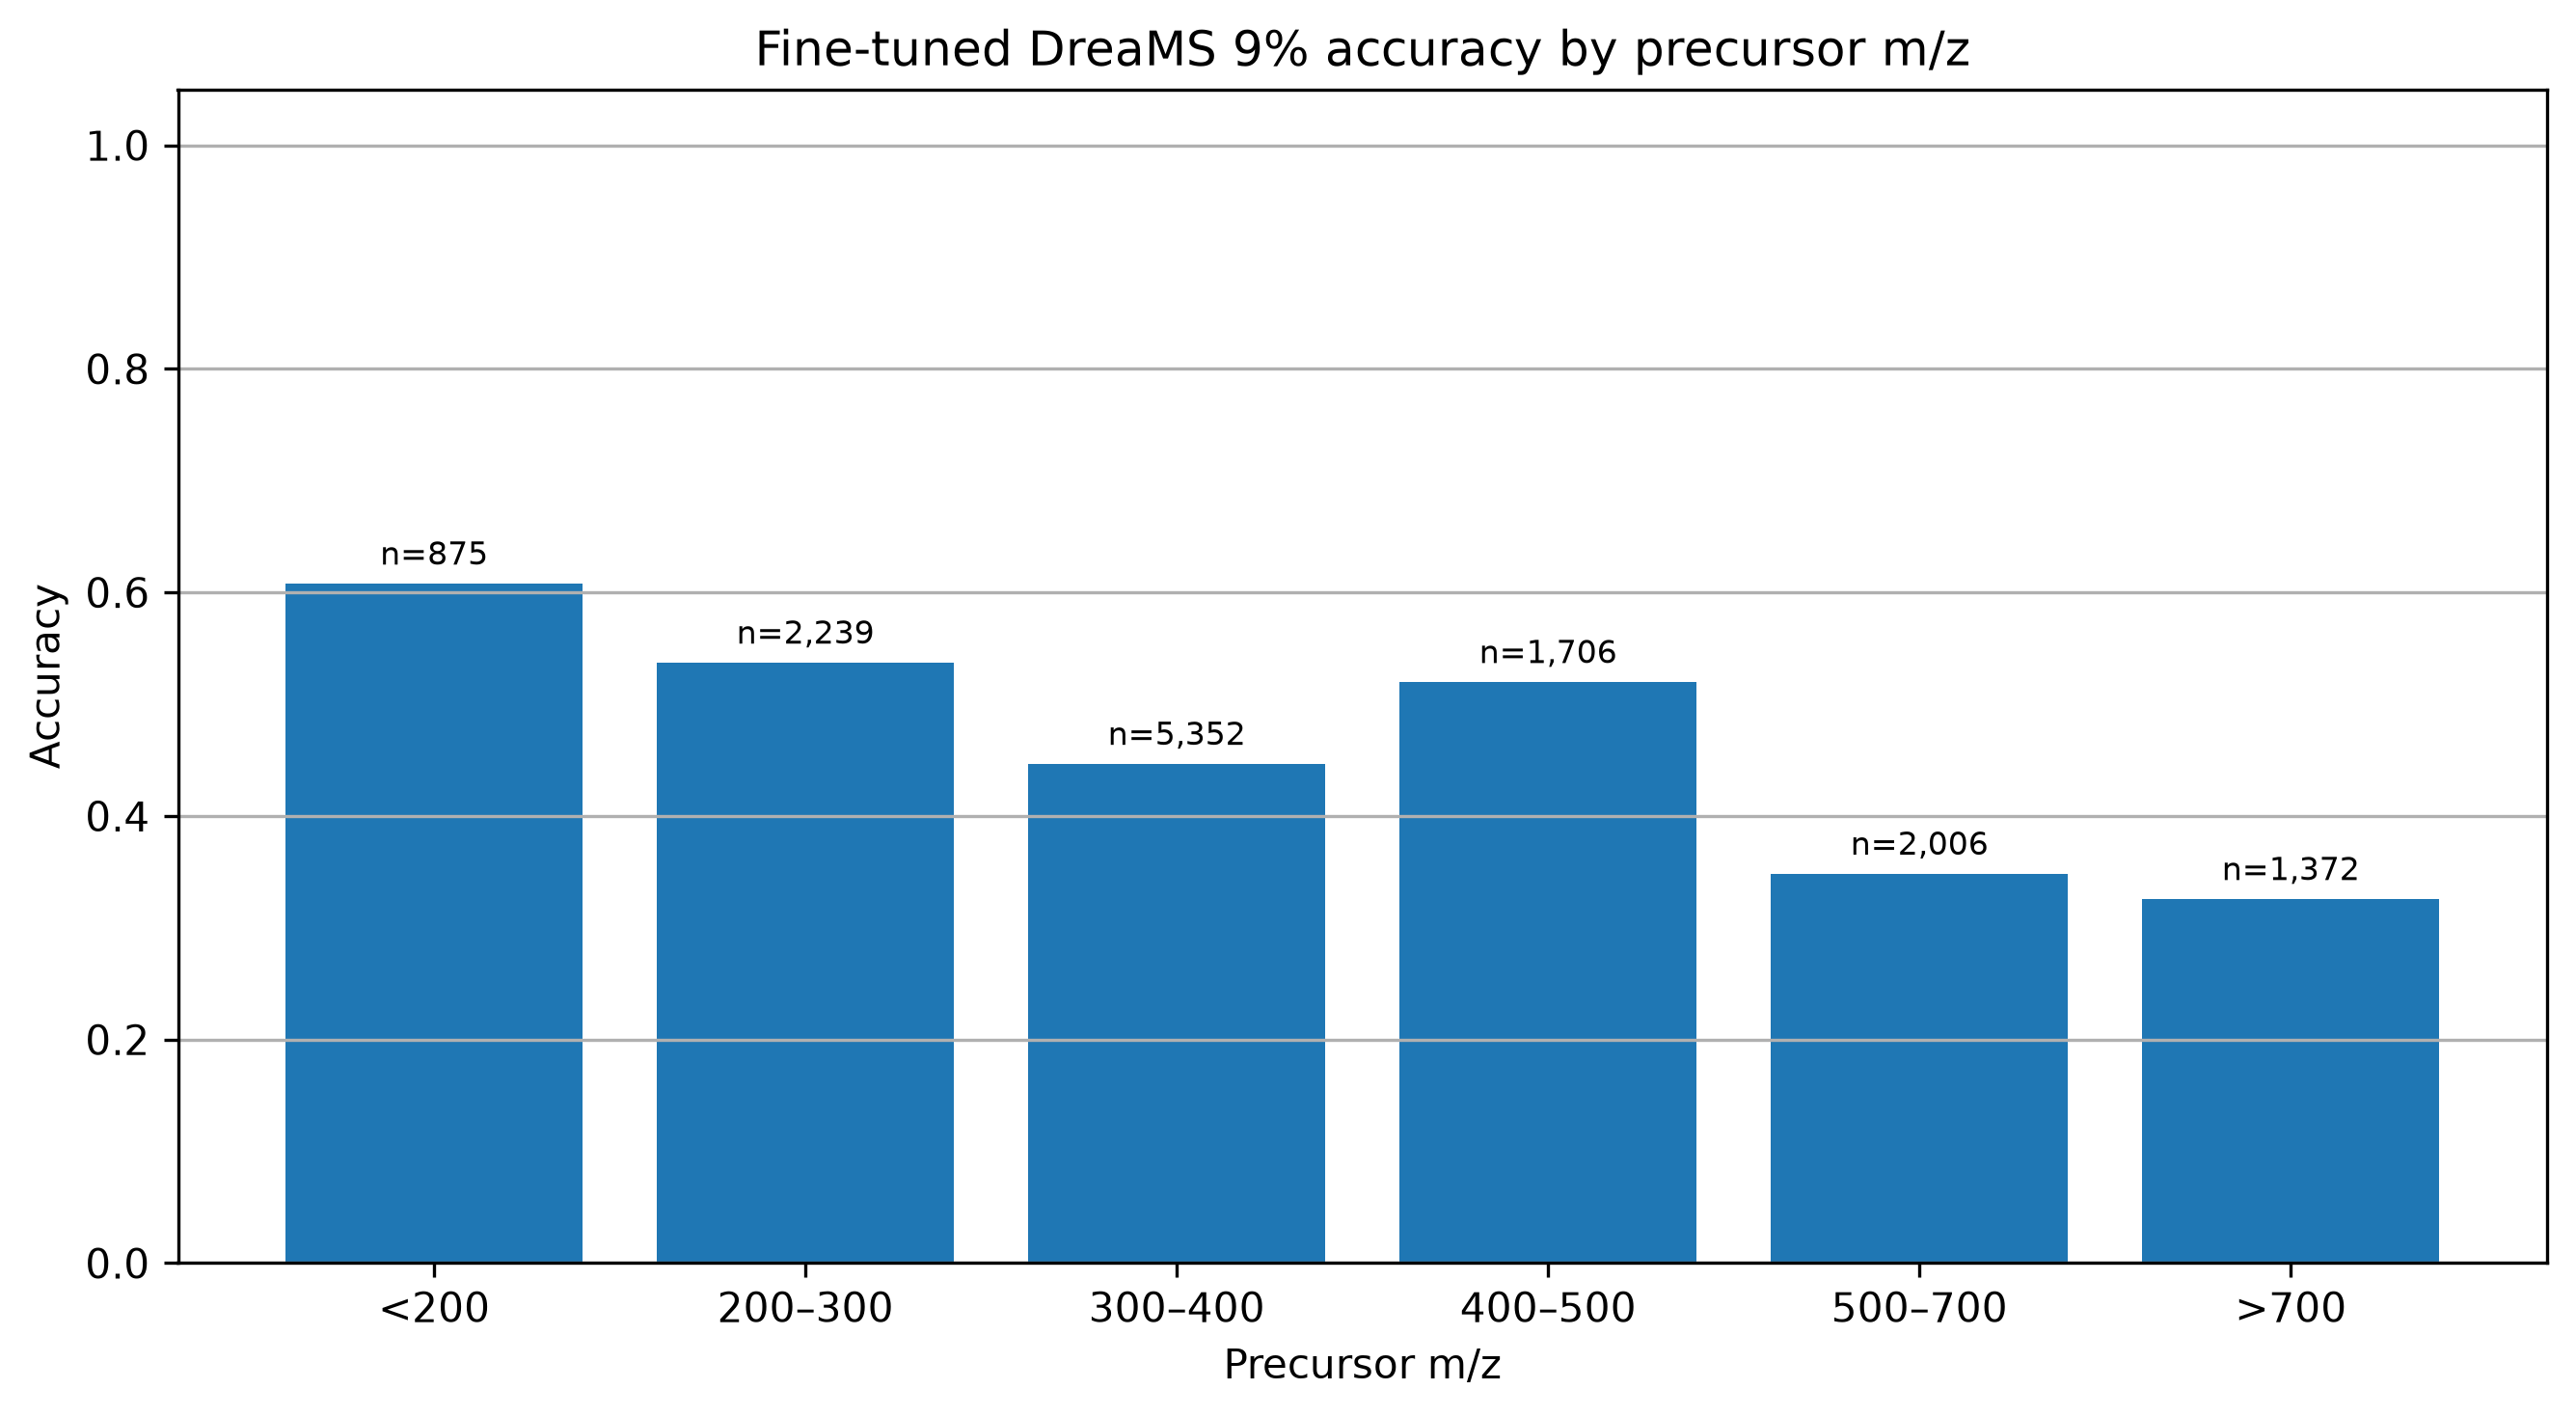 Fine-tuned DreaMS 9% accuracy by precursor m/z
1.0
0.8
0.6
0.4
0.2
0.0
Accuracy
n=875
n=2,239
n=5,352
n=1,706
n=2,006
n=1,372
<200
200–300
300–400
400–500
500–700
>700
Precursor m/z